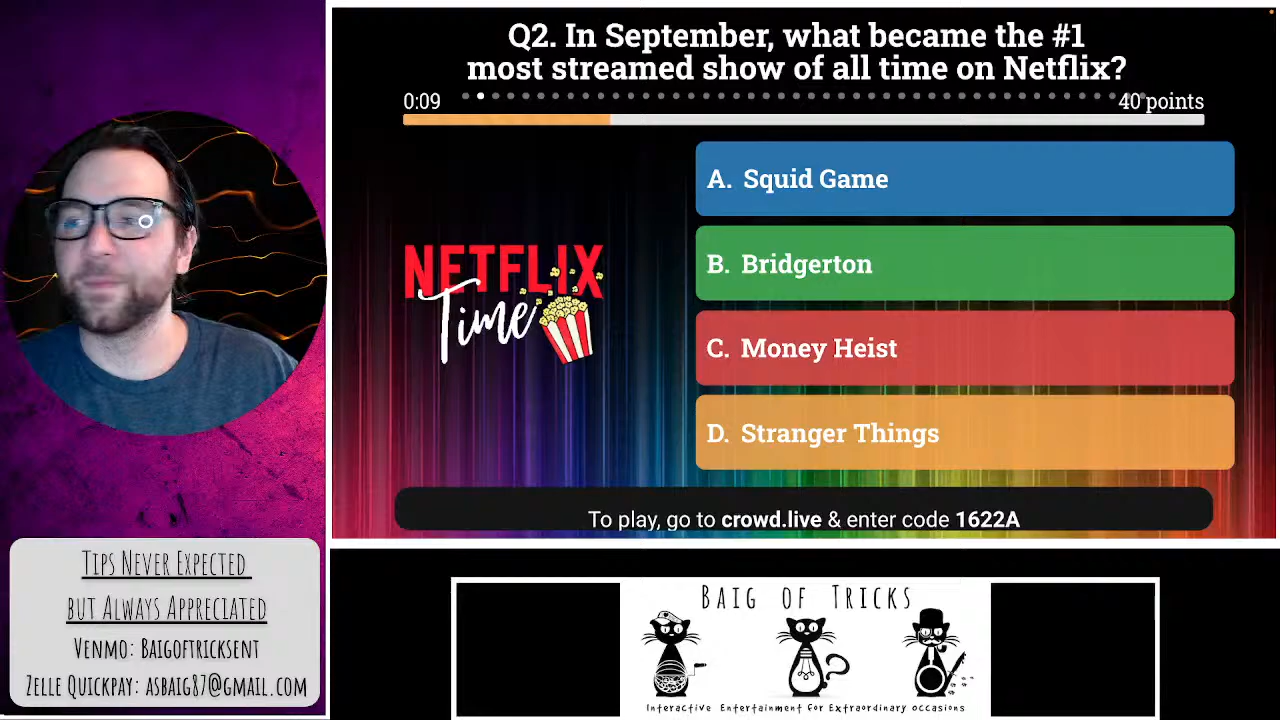 Q2. In September, what became the #1
most streamed show of all time on Netflix?
0:09
40 points
A. Squid Game
B. Bridgerton
C. Money Heist
D. Stranger Things
NETFLIX
Time
To play, go to crowd.live & enter code 1622A
Tips Never Expected
but Always Appreciated
Venmo: Baigoftricksent
Zelle Quickpay: asbaig87@gmail.com
Baig of Tricks
Interactive Entertainment for Extraordinary Occasions